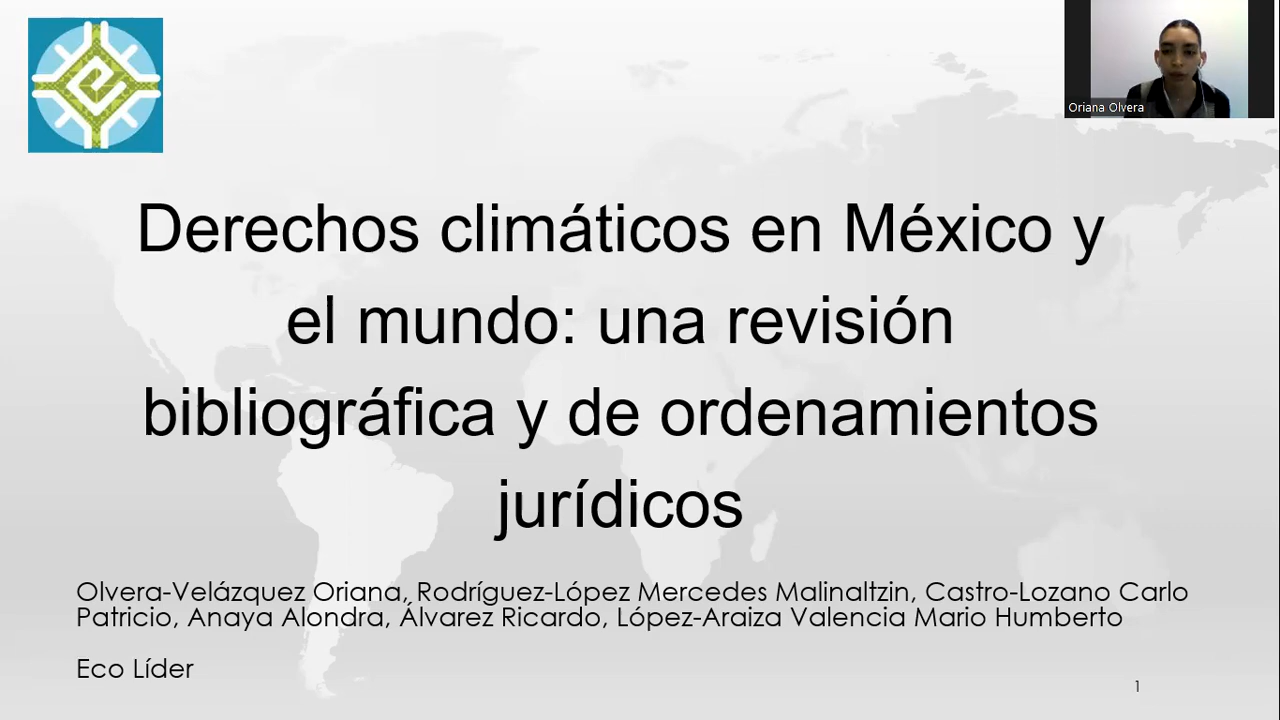 Oriana Olvera
Derechos climáticos en México y
el mundo: una revisión
bibliográfica y de ordenamientos
jurídicos
Olvera-Velázquez Oriana, Rodríguez-López Mercedes Malinaltzin, Castro-Lozano Carlo
Patricio, Anaya Alondra, Álvarez Ricardo, López-Araiza Valencia Mario Humberto
Eco Líder
1